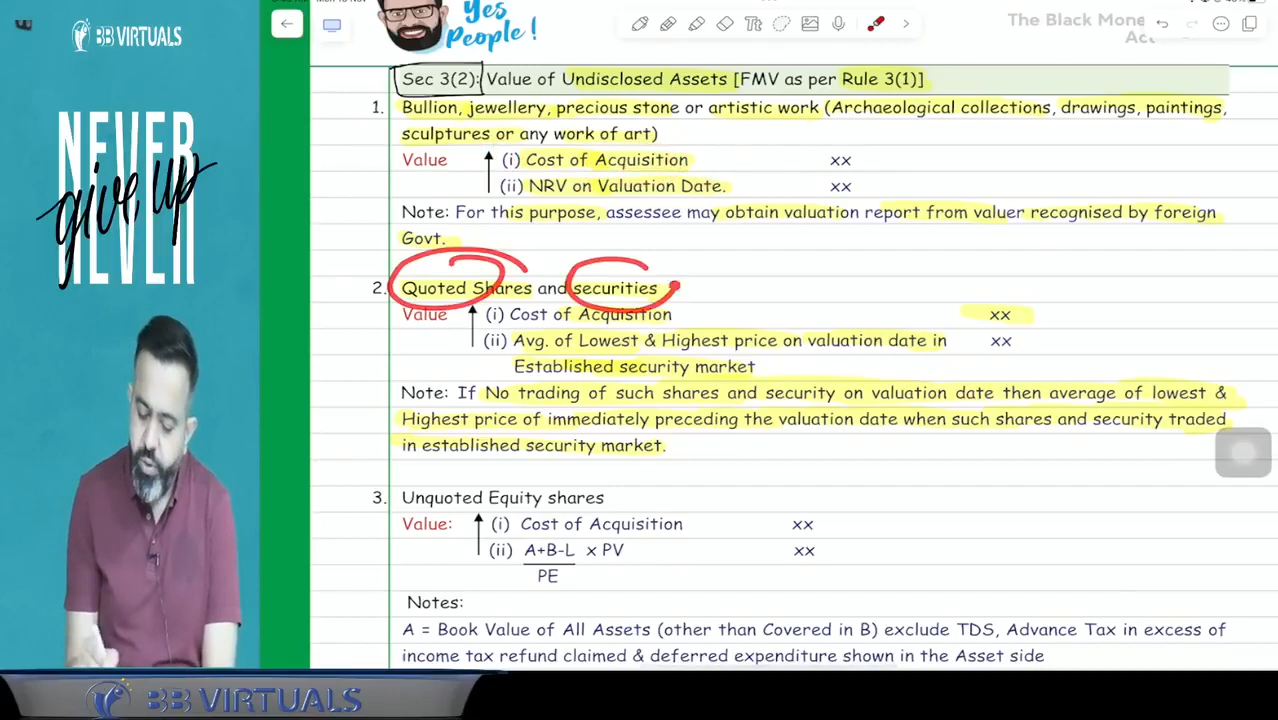 Yes
People !
The Black Mone
Ac
BB VIRTUALS
NEVER
give up
NEVER
Sec 3(2): Value of Undisclosed Assets [FMV as per Rule 3(1)]
1. Bullion, jewellery, precious stone or artistic work (Archaeological collections, drawings, paintings,
sculptures or any work of art)
Value (i) Cost of Acquisition xx
(ii) NRV on Valuation Date. xx
Note: For this purpose, assessee may obtain valuation report from valuer recognised by foreign
Govt.
2. Quoted Shares and securities
Value (i) Cost of Acquisition xx
(ii) Avg. of Lowest & Highest price on valuation date in xx
Established security market
Note: If No trading of such shares and security on valuation date then average of lowest &
Highest price of immediately preceding the valuation date when such shares and security traded
in established security market.
3. Unquoted Equity shares
Value: (i) Cost of Acquisition xx
(ii) A+B-L x PV xx
PE
Notes:
A = Book Value of All Assets (other than Covered in B) exclude TDS, Advance Tax in excess of
income tax refund claimed & deferred expenditure shown in the Asset side
BB VIRTUALS